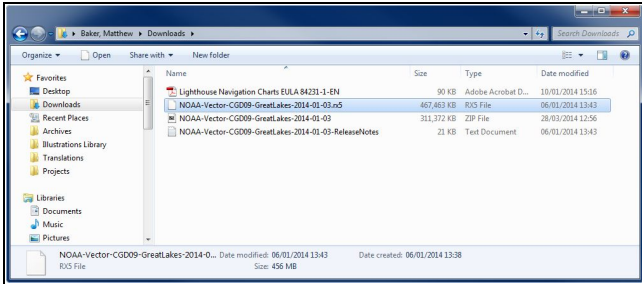 Baker, Matthew ▸ Downloads ▸
Search Downloads
Organize
Open
Share with
New folder
Favorites
Desktop
Downloads
Recent Places
Archives
Illustrations Library
Translations
Projects
Libraries
Documents
Music
Pictures
Name Size Type Date modified
Lighthouse Navigation Charts EULA 84231-1-EN 90 KB Adobe Acrobat D... 10/01/2014 15:16
NOAA-Vector-CGD09-GreatLakes-2014-01-03.rx5 467,463 KB RX5 File 06/01/2014 13:43
NOAA-Vector-CGD09-GreatLakes-2014-01-03 311,372 KB ZIP File 28/03/2014 12:56
NOAA-Vector-CGD09-GreatLakes-2014-01-03-ReleaseNotes 21 KB Text Document 06/01/2014 13:43
NOAA-Vector-CGD09-GreatLakes-2014-0... Date modified: 06/01/2014 13:43 Date created: 06/01/2014 13:38
RX5 File Size: 456 MB